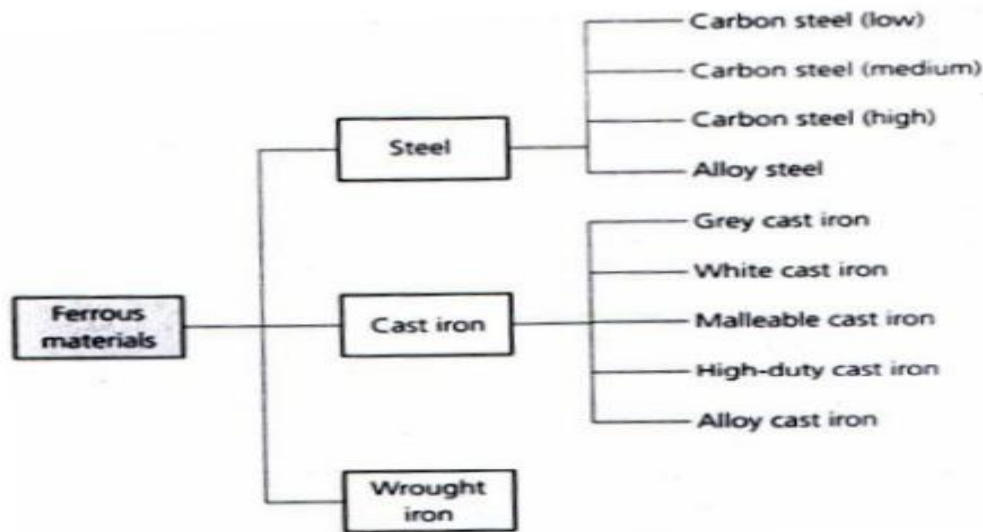 Carbon steel (low)
Carbon steel (medium)
Steel
Carbon steel (high)
Alloy steel
Grey cast iron
White cast iron
Ferrous
materials
Cast iron
Malleable cast iron
High-duty cast iron
Alloy cast iron
Wrought
iron